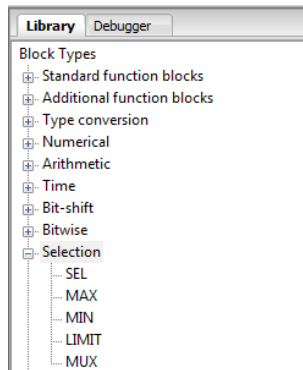 Library Debugger
Block Types
Standard function blocks
Additional function blocks
Type conversion
Numerical
Arithmetic
Time
Bit-shift
Bitwise
Selection
SEL
MAX
MIN
LIMIT
MUX